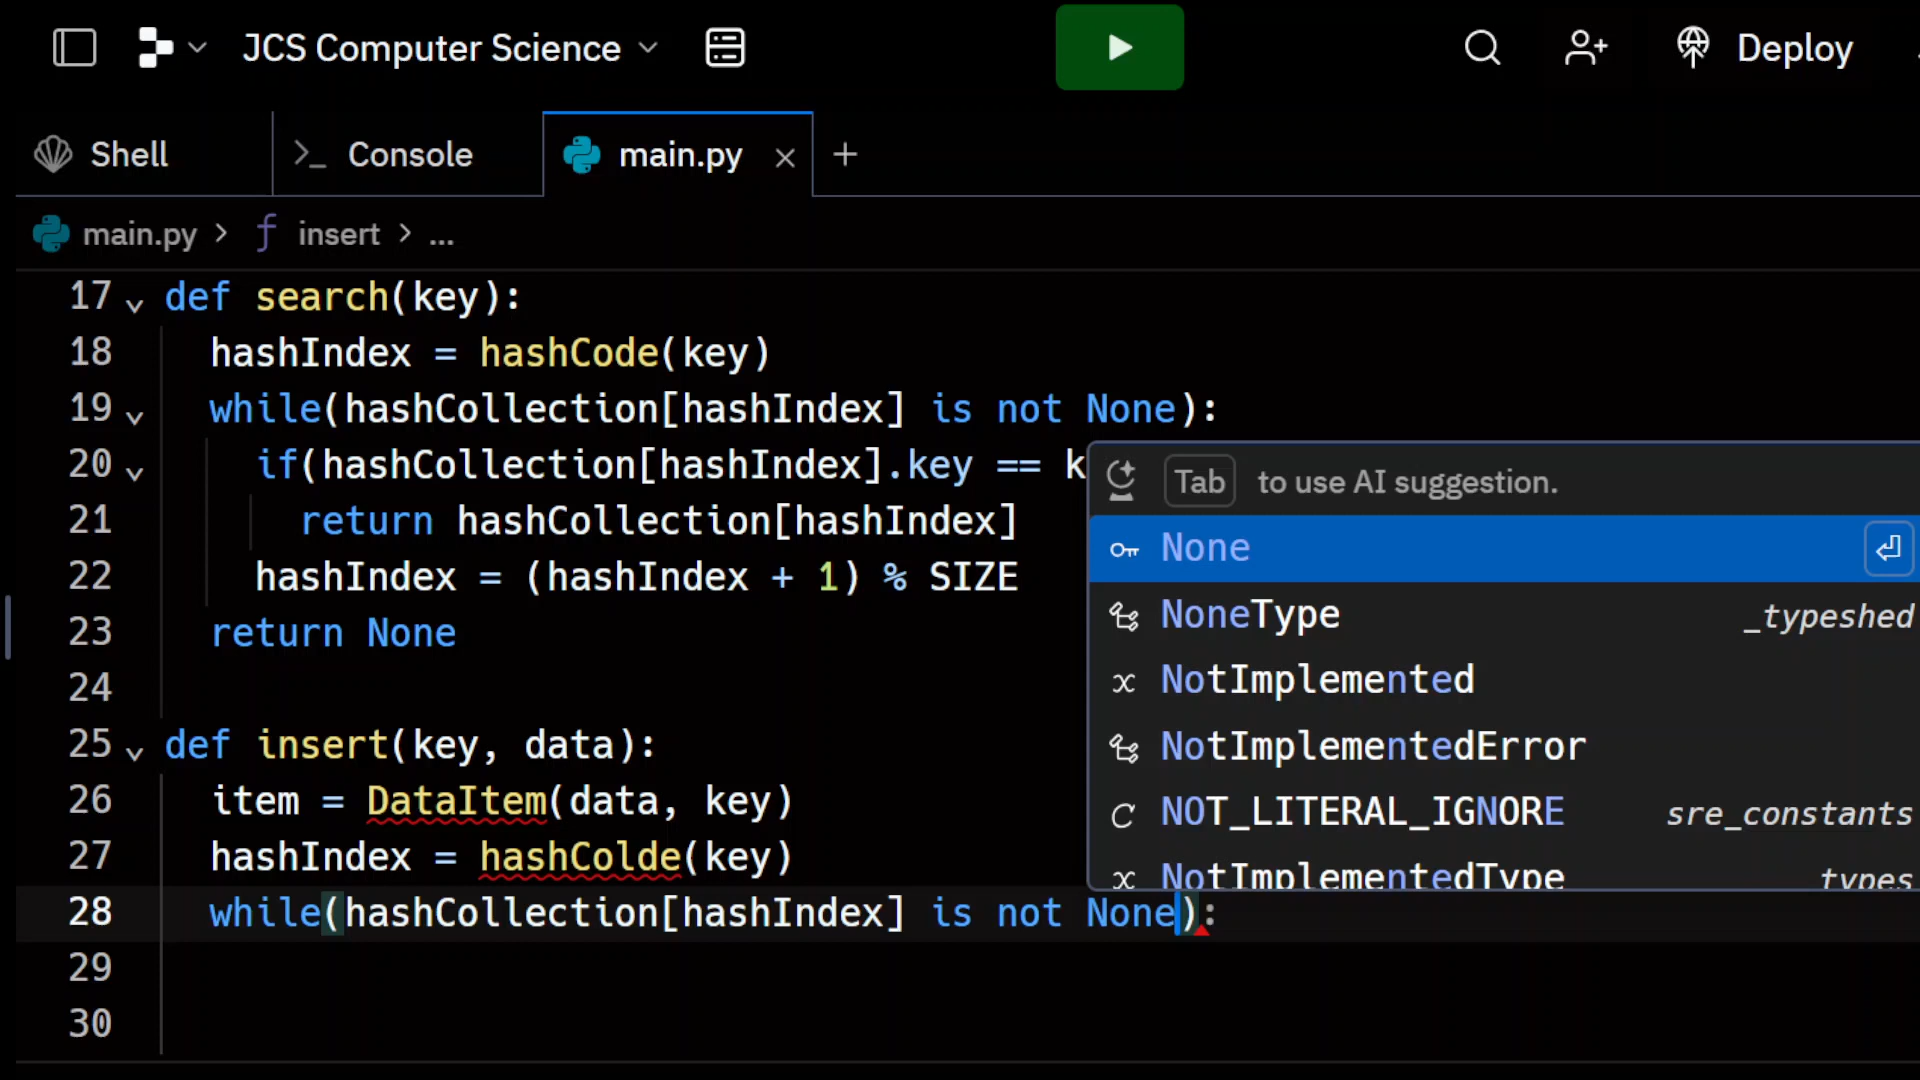 JCS Computer Science
Deploy
Shell
Console
main.py
main.py > insert > ...
17 def search(key):
18 hashIndex = hashCode(key)
19 while(hashCollection[hashIndex] is not None):
20 if(hashCollection[hashIndex].key == k
21 return hashCollection[hashIndex]
22 hashIndex = (hashIndex + 1) % SIZE
23 return None
24
25 def insert(key, data):
26 item = DataItem(data, key)
27 hashIndex = hashColde(key)
28 while(hashCollection[hashIndex] is not None):
29
30
Tab to use AI suggestion.
None
NoneType _typeshed
NotImplemented
NotImplementedError
NOT_LITERAL_IGNORE sre_constants
NotImplementedType types